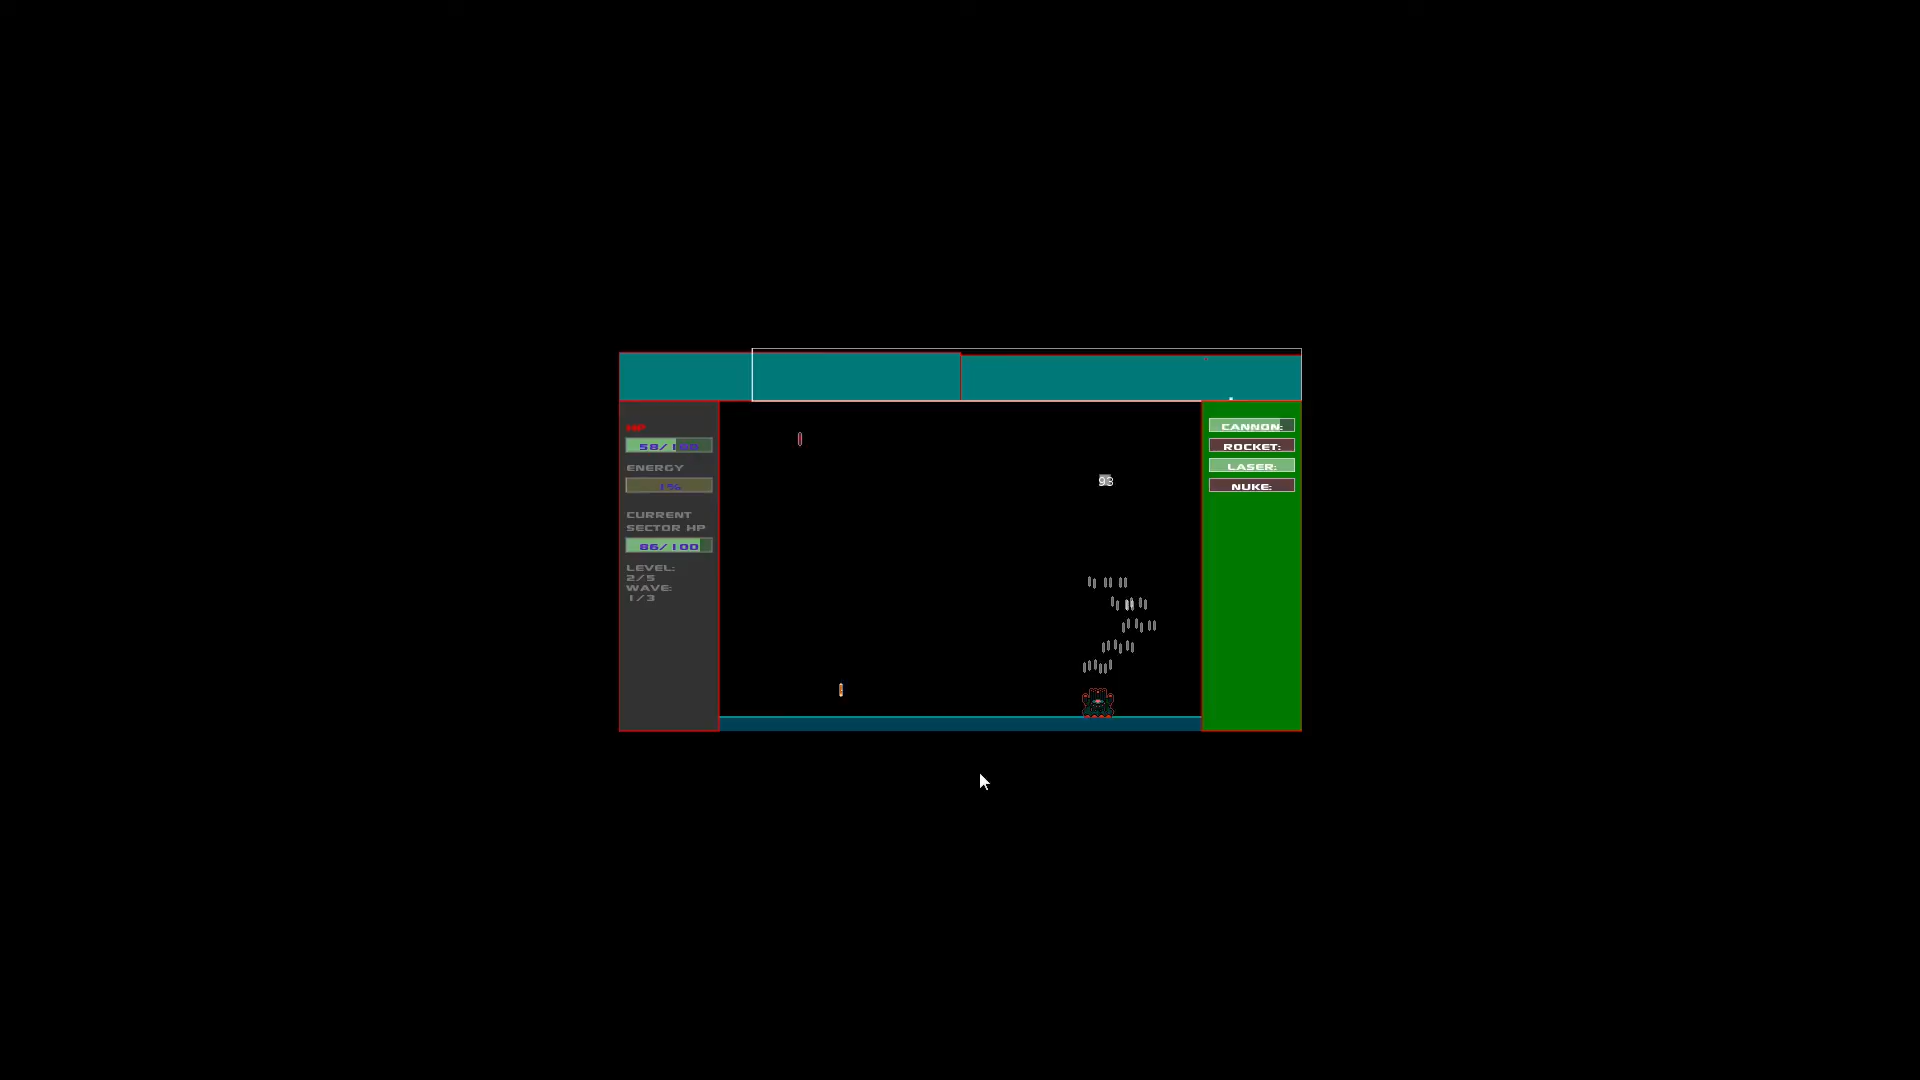 HP
58/100
ENERGY
1%
CURRENT
SECTOR HP
86/100
LEVEL:
2/5
WAVE:
1/3
93
CANNON:
ROCKET:
LASER:
NUKE: